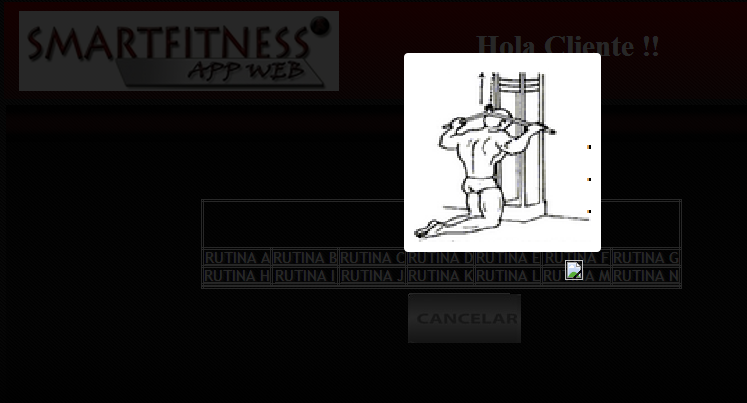 SMARTFITNESS
APP WEB
Hola Cliente !!
RUTINA A RUTINA B RUTINA C RUTINA D RUTINA E RUTINA F RUTINA G
RUTINA H RUTINA I RUTINA J RUTINA K RUTINA L RUTINA M RUTINA N
CANCELAR